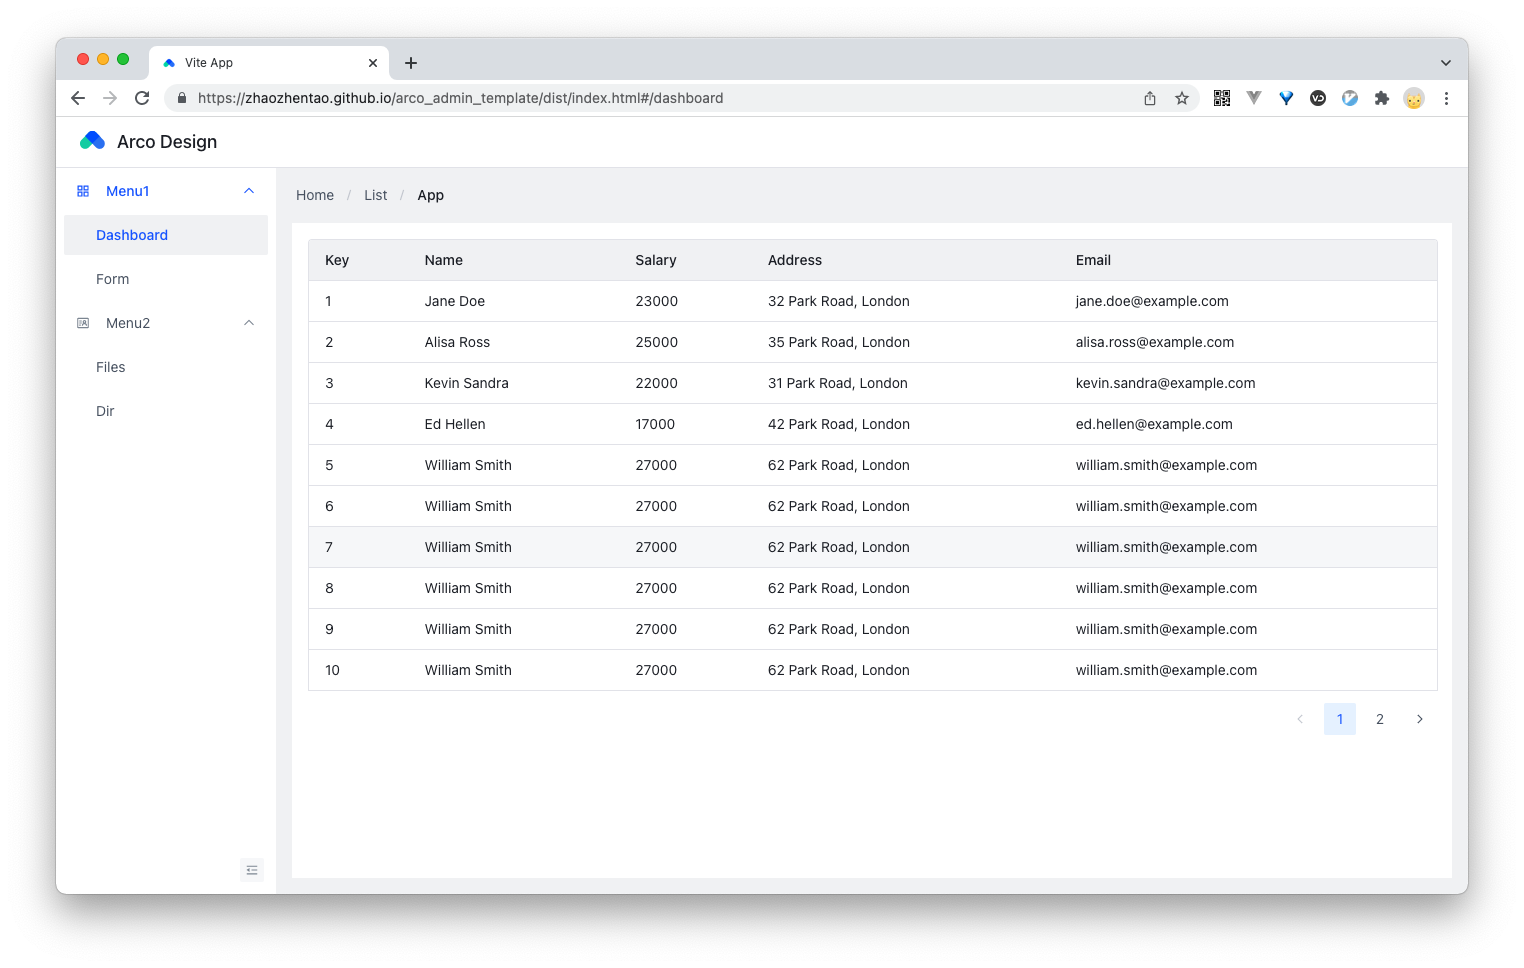 Vite App
https://zhaozhentao.github.io/arco_admin_template/dist/index.html#/dashboard
Arco Design
Menu1
Dashboard
Form
Menu2
Files
Dir
Home / List / App
Key Name Salary Address Email
1 Jane Doe 23000 32 Park Road, London jane.doe@example.com
2 Alisa Ross 25000 35 Park Road, London alisa.ross@example.com
3 Kevin Sandra 22000 31 Park Road, London kevin.sandra@example.com
4 Ed Hellen 17000 42 Park Road, London ed.hellen@example.com
5 William Smith 27000 62 Park Road, London william.smith@example.com
6 William Smith 27000 62 Park Road, London william.smith@example.com
7 William Smith 27000 62 Park Road, London william.smith@example.com
8 William Smith 27000 62 Park Road, London william.smith@example.com
9 William Smith 27000 62 Park Road, London william.smith@example.com
10 William Smith 27000 62 Park Road, London william.smith@example.com
1 2